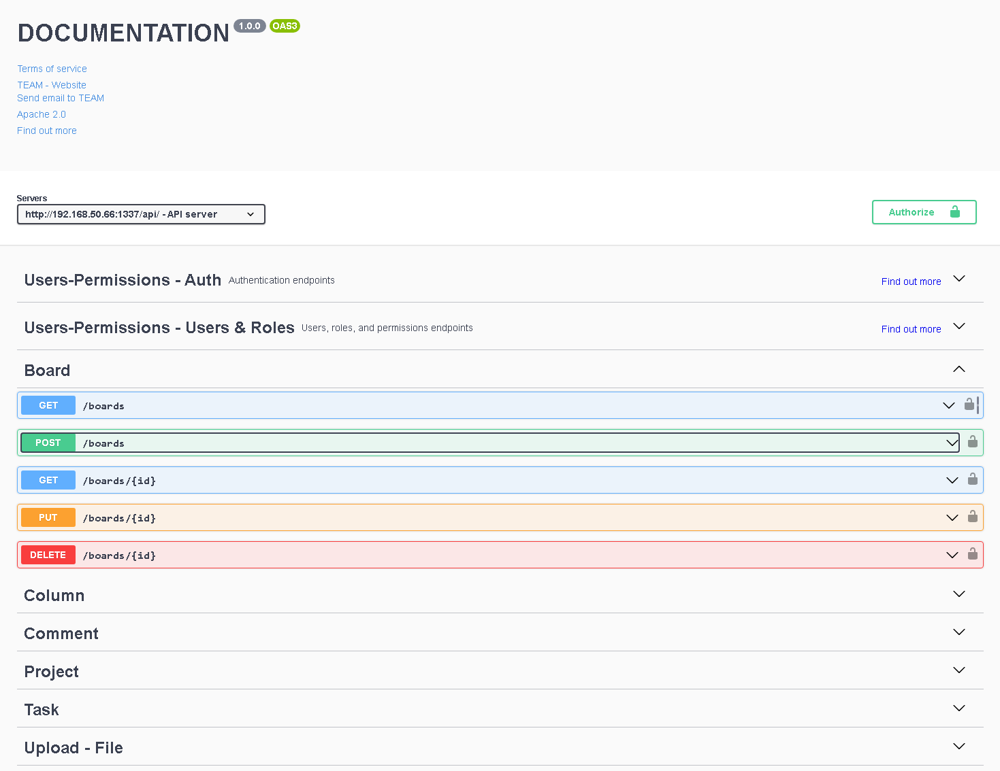 DOCUMENTATION 1.0.0 OAS3
Terms of service
TEAM - Website
Send email to TEAM
Apache 2.0
Find out more
Servers
http://192.168.50.66:1337/api/ - API server
Authorize
Users-Permissions - Auth Authentication endpoints Find out more
Users-Permissions - Users & Roles Users, roles, and permissions endpoints Find out more
Board
GET /boards
POST /boards
GET /boards/{id}
PUT /boards/{id}
DELETE /boards/{id}
Column
Comment
Project
Task
Upload - File